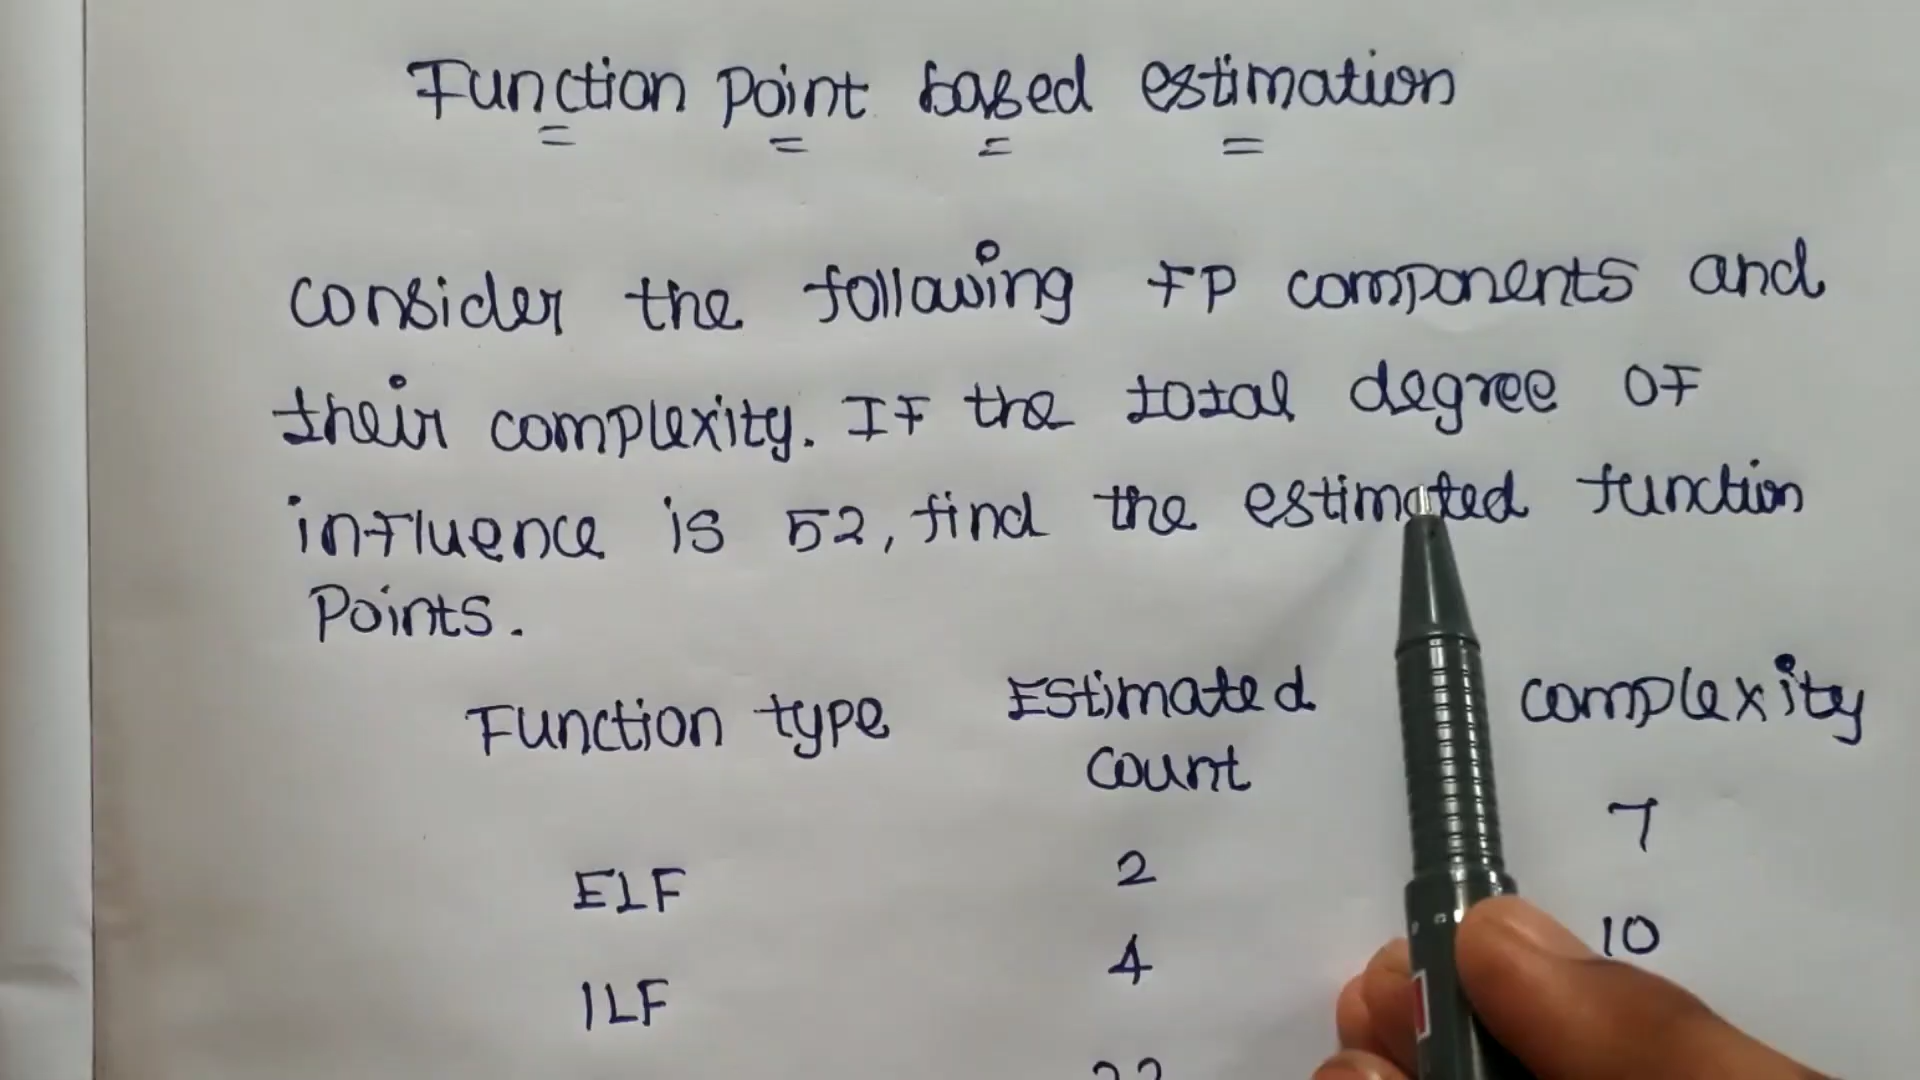 Function Point based estimation
consider the following FP components and
their complexity. IF the total degree OF
influence is 52, find the estimated function
Points.
Function type Estimated count complexity
ELF 2 7
ILF 4 10